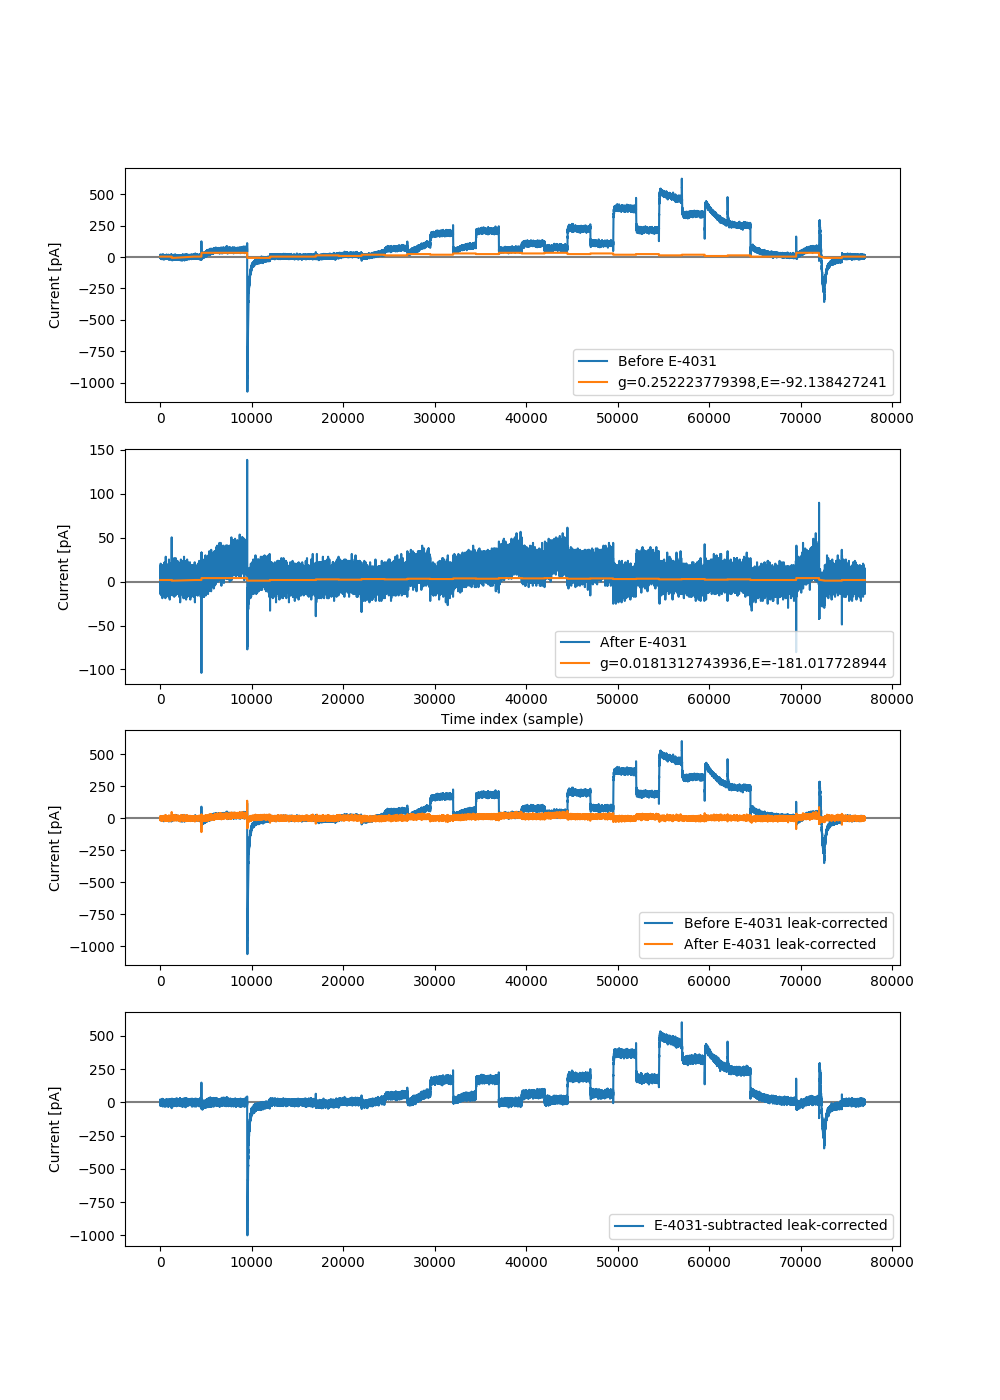 500
250
0
−250
−500
−750
−1000
Current [pA]
Before E-4031
g=0.252223779398,E=-92.138427241
0 10000 20000 30000 40000 50000 60000 70000 80000
150
100
50
0
−50
−100
Current [pA]
After E-4031
g=0.0181312743936,E=-181.017728944
0 10000 20000 30000 40000 50000 60000 70000 80000
Time index (sample)
500
250
0
−250
−500
−750
−1000
Current [pA]
Before E-4031 leak-corrected
After E-4031 leak-corrected
0 10000 20000 30000 40000 50000 60000 70000 80000
500
250
0
−250
−500
−750
−1000
Current [pA]
E-4031-subtracted leak-corrected
0 10000 20000 30000 40000 50000 60000 70000 80000